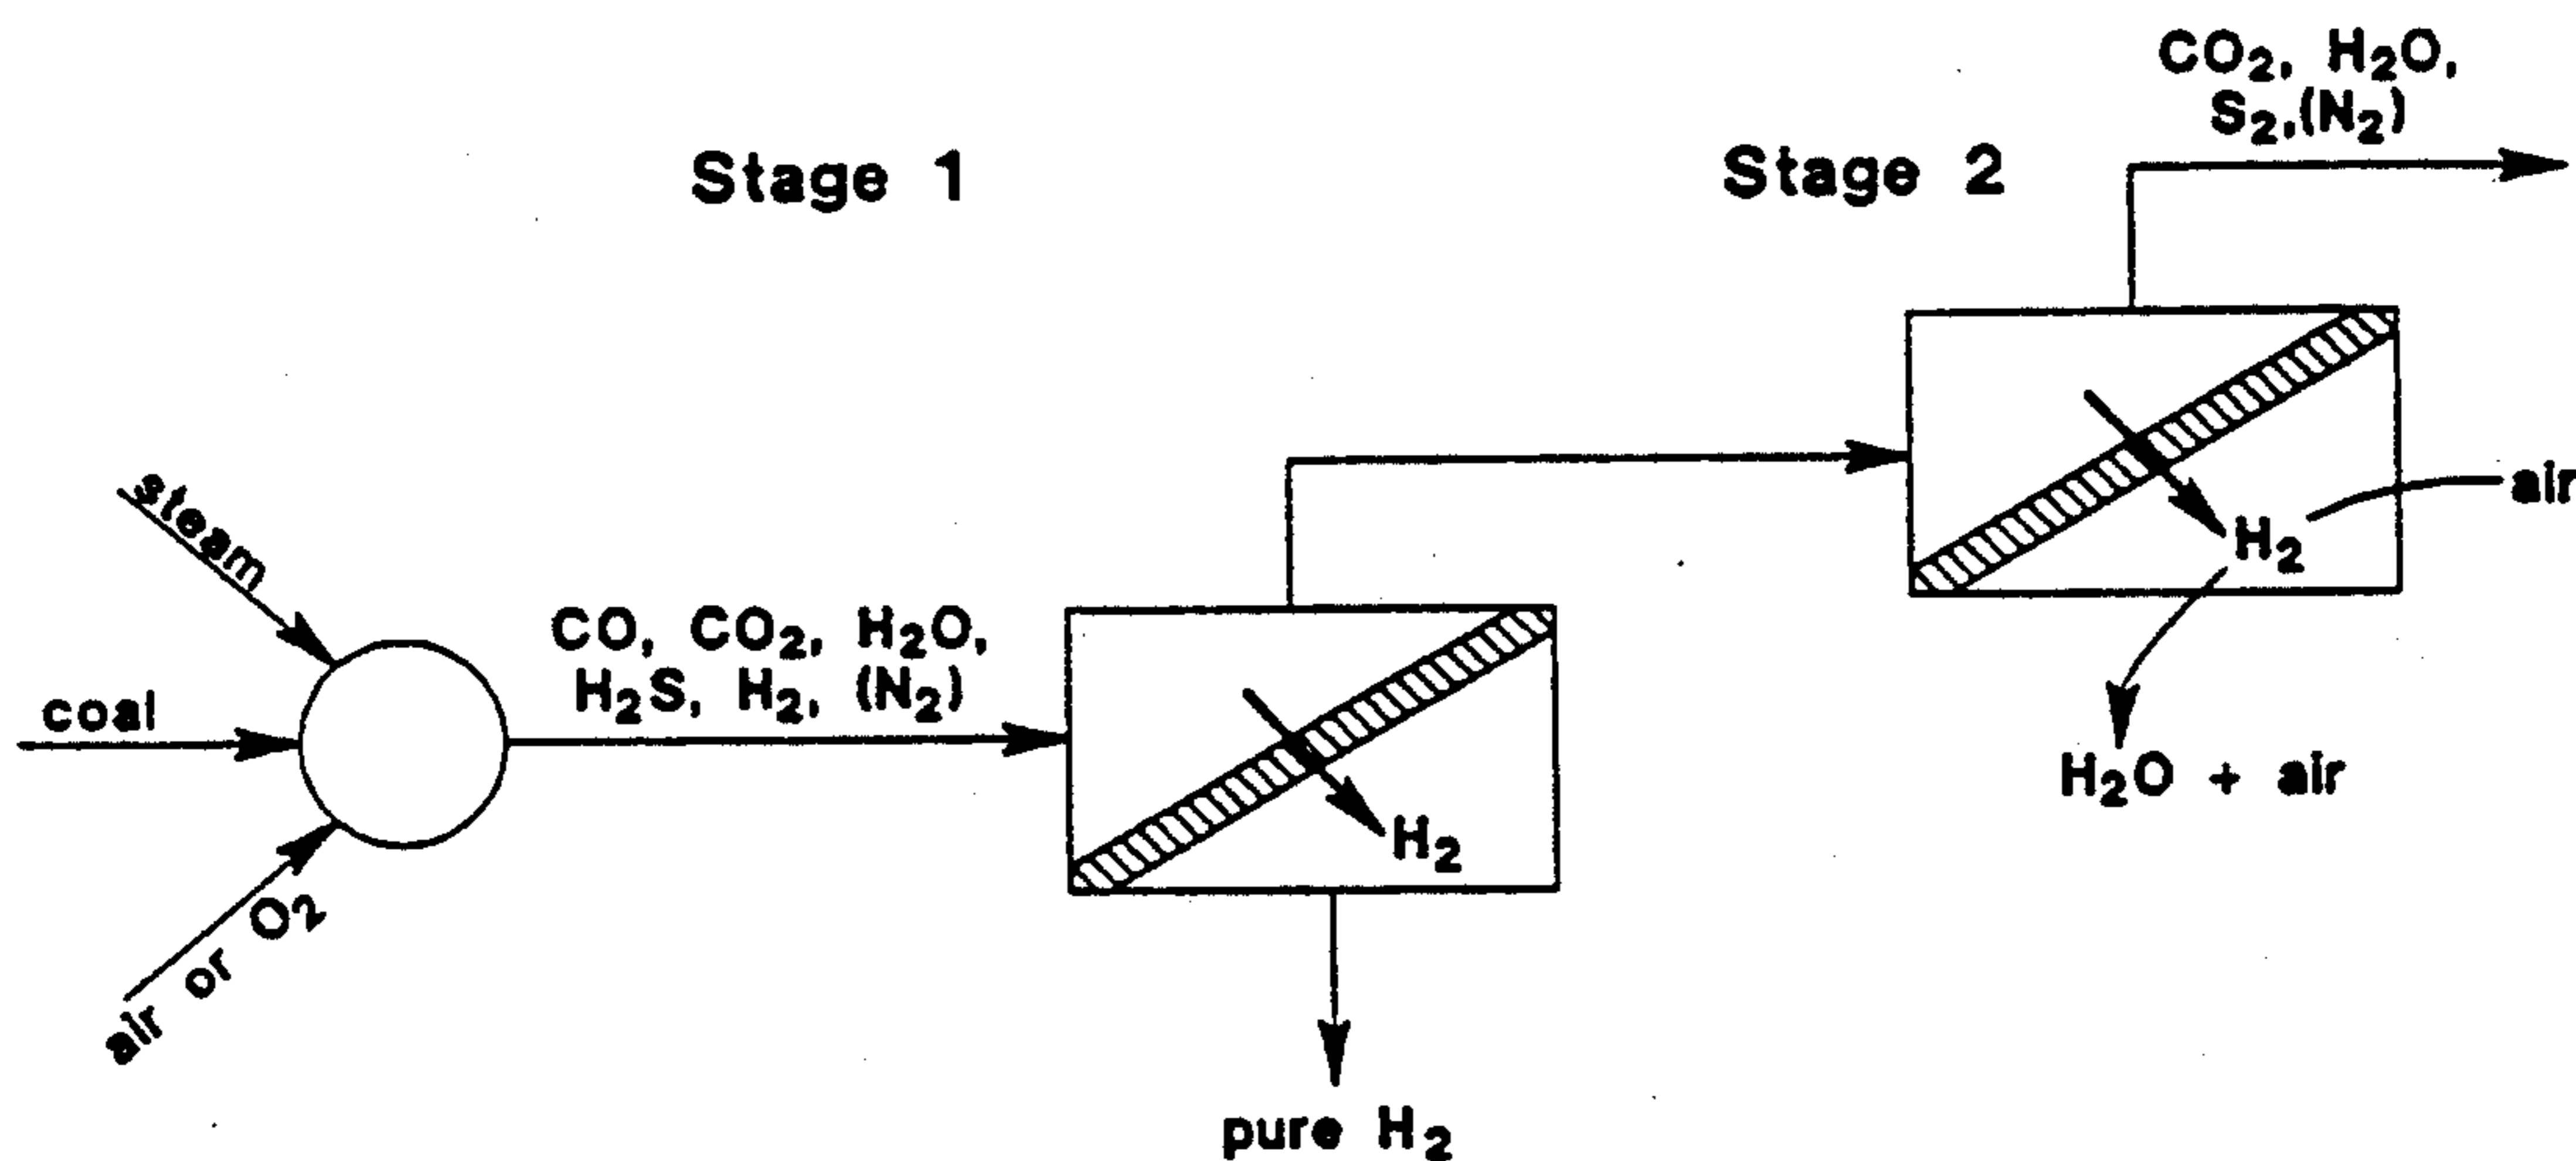 CO₂, H₂O,
S₂,(N₂)
Stage 1
Stage 2
steam
air
H₂
CO, CO₂, H₂O,
H₂S, H₂, (N₂)
coal
H₂O + air
H₂
air or O₂
pure H₂